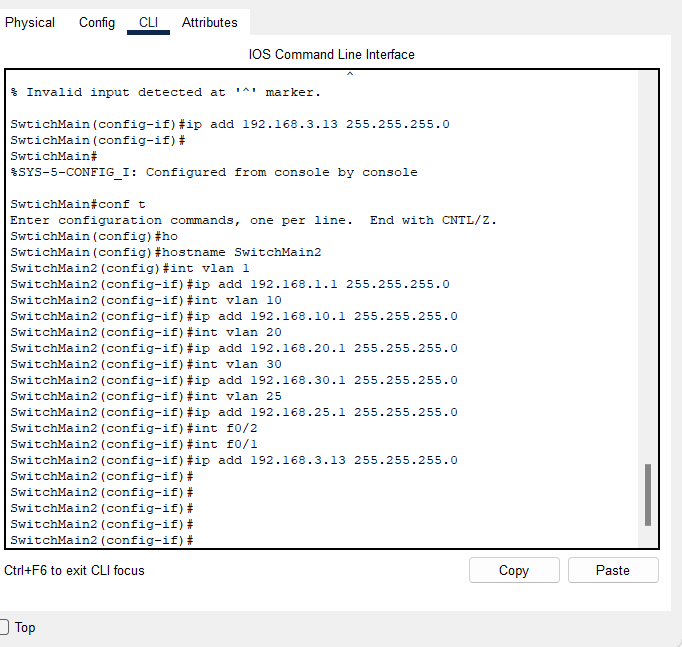 Physical Config CLI Attributes
IOS Command Line Interface
^
% Invalid input detected at '^' marker.
SwtichMain(config-if)#ip add 192.168.3.13 255.255.255.0
SwtichMain(config-if)#
SwtichMain#
%SYS-5-CONFIG_I: Configured from console by console
SwtichMain#conf t
Enter configuration commands, one per line.  End with CNTL/Z.
SwtichMain(config)#ho
SwtichMain(config)#hostname SwitchMain2
SwitchMain2(config)#int vlan 1
SwitchMain2(config-if)#ip add 192.168.1.1 255.255.255.0
SwitchMain2(config-if)#int vlan 10
SwitchMain2(config-if)#ip add 192.168.10.1 255.255.255.0
SwitchMain2(config-if)#int vlan 20
SwitchMain2(config-if)#ip add 192.168.20.1 255.255.255.0
SwitchMain2(config-if)#int vlan 30
SwitchMain2(config-if)#ip add 192.168.30.1 255.255.255.0
SwitchMain2(config-if)#int vlan 25
SwitchMain2(config-if)#ip add 192.168.25.1 255.255.255.0
SwitchMain2(config-if)#int f0/2
SwitchMain2(config-if)#int f0/1
SwitchMain2(config-if)#ip add 192.168.3.13 255.255.255.0
SwitchMain2(config-if)#
SwitchMain2(config-if)#
SwitchMain2(config-if)#
SwitchMain2(config-if)#
SwitchMain2(config-if)#
Ctrl+F6 to exit CLI focus
Copy
Paste
Top